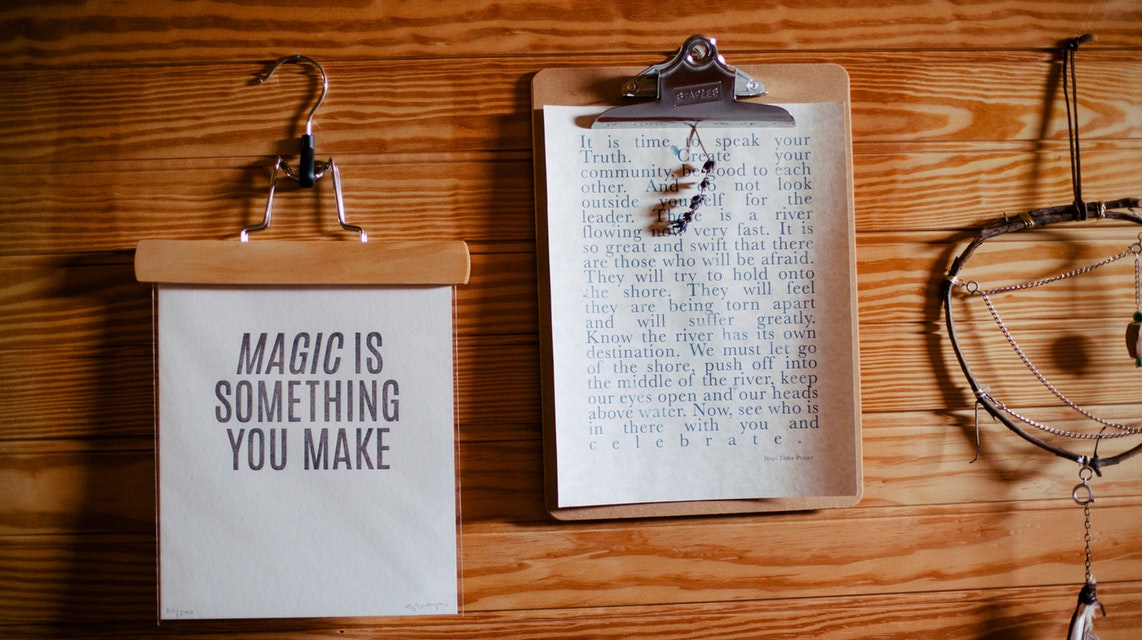 MAGIC IS
SOMETHING
YOU MAKE
STAPLES
It is time to speak your
Truth. Create your
community, be good to each
other. And do not look
outside yourself for the
leader. There is a river
flowing now very fast. It is
so great and swift that there
are those who will be afraid.
They will try to hold onto
the shore. They will feel
they are being torn apart
and will suffer greatly.
Know the river has its own
destination. We must let go
of the shore, push off into
the middle of the river, keep
our eyes open and our heads
above water. Now, see who is
in there with you and
celebrate.
Hopi Elder Prayer